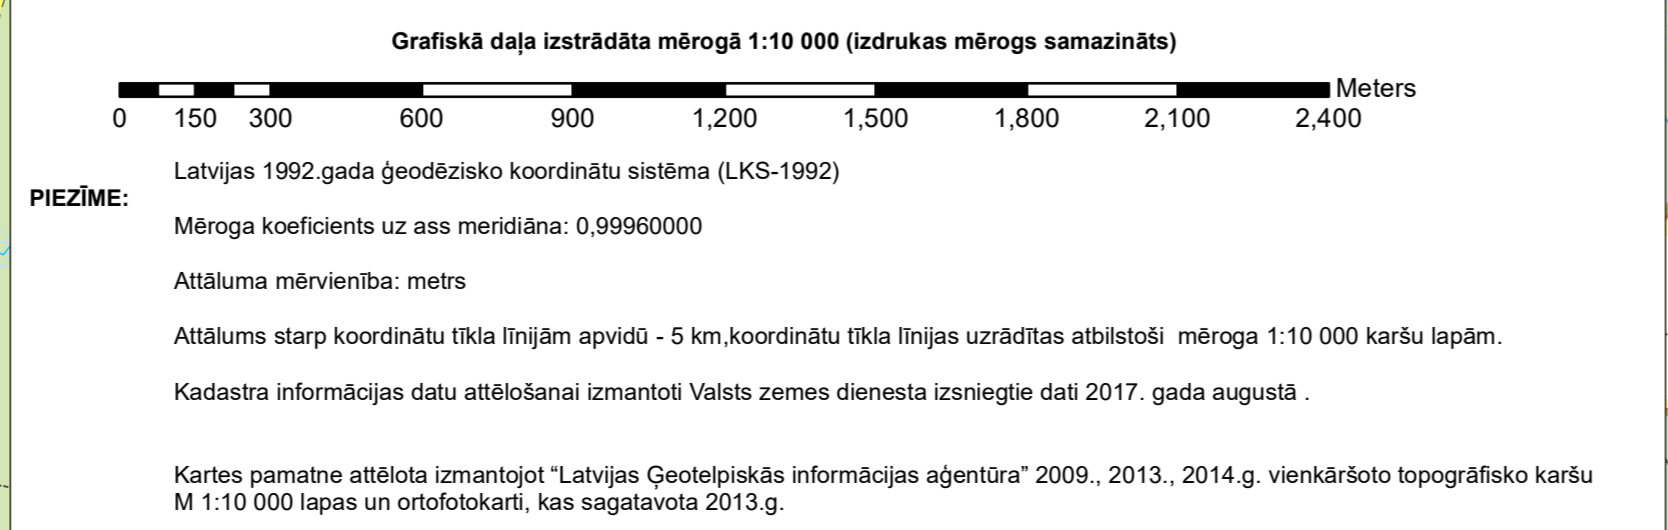 Grafiskā daļa izstrādāta mērogā 1:10 000 (izdrukas mērogs samazināts)
Meters
0 150 300 600 900 1,200 1,500 1,800 2,100 2,400
Latvijas 1992.gada ģeodēzisko koordinātu sistēma (LKS-1992)
PIEZĪME:
Mēroga koeficients uz ass meridiāna: 0,99960000
Attāluma mērvienība: metrs
Attālums starp koordinātu tīkla līnijām apvidū - 5 km,koordinātu tīkla līnijas uzrādītas atbilstoši  mēroga 1:10 000 karšu lapām.
Kadastra informācijas datu attēlošanai izmantoti Valsts zemes dienesta izsniegtie dati 2017. gada augustā .
Kartes pamatne attēlota izmantojot “Latvijas Ģeotelpiskās informācijas aģentūra” 2009., 2013., 2014.g. vienkāršoto topogrāfisko karšu
M 1:10 000 lapas un ortofotokarti, kas sagatavota 2013.g.